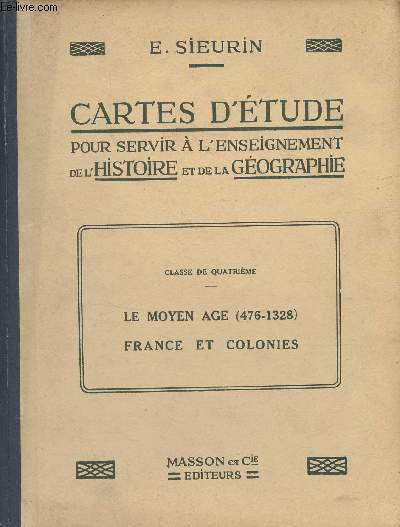 Le-livre.fr
E. SIEURIN
CARTES D'ÉTUDE
POUR SERVIR À L'ENSEIGNEMENT
DE L'HISTOIRE ET DE LA GÉOGRAPHIE
CLASSE DE QUATRIÈME
LE MOYEN AGE (476-1328)
FRANCE ET COLONIES
MASSON ET Cie
EDITEURS